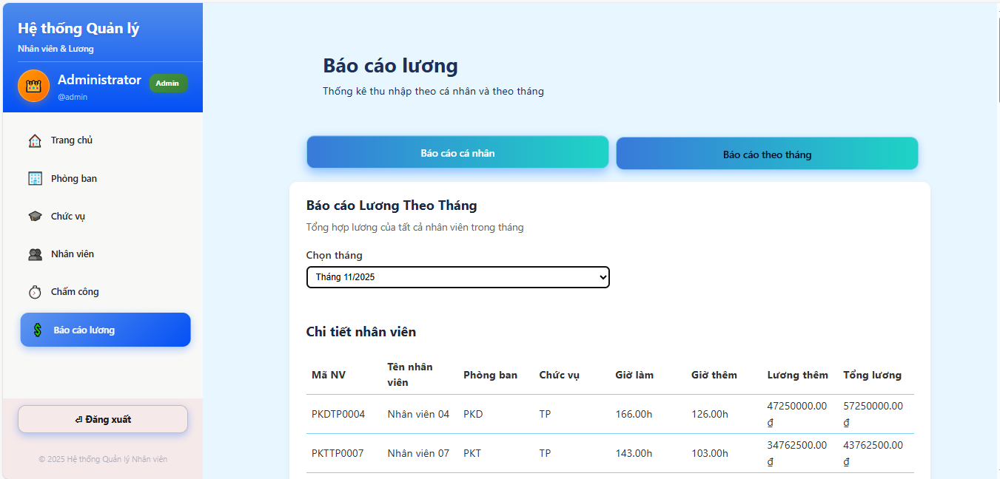 Hệ thống Quản lý
Nhân viên & Lương
Administrator
Admin
@admin
Trang chủ
Phòng ban
Chức vụ
Nhân viên
Chấm công
Báo cáo lương
Đăng xuất
© 2025 Hệ thống Quản lý Nhân viên
Báo cáo lương
Thống kê thu nhập theo cá nhân và theo tháng
Báo cáo cá nhân
Báo cáo theo tháng
Báo cáo Lương Theo Tháng
Tổng hợp lương của tất cả nhân viên trong tháng
Chọn tháng
Tháng 11/2025
Chi tiết nhân viên
Mã NV Tên nhân viên Phòng ban Chức vụ Giờ làm Giờ thêm Lương thêm Tổng lương
PKDTP0004 Nhân viên 04 PKD TP 166.00h 126.00h 47250000.00 ₫ 57250000.00 ₫
PKTTP0007 Nhân viên 07 PKT TP 143.00h 103.00h 34762500.00 ₫ 43762500.00 ₫